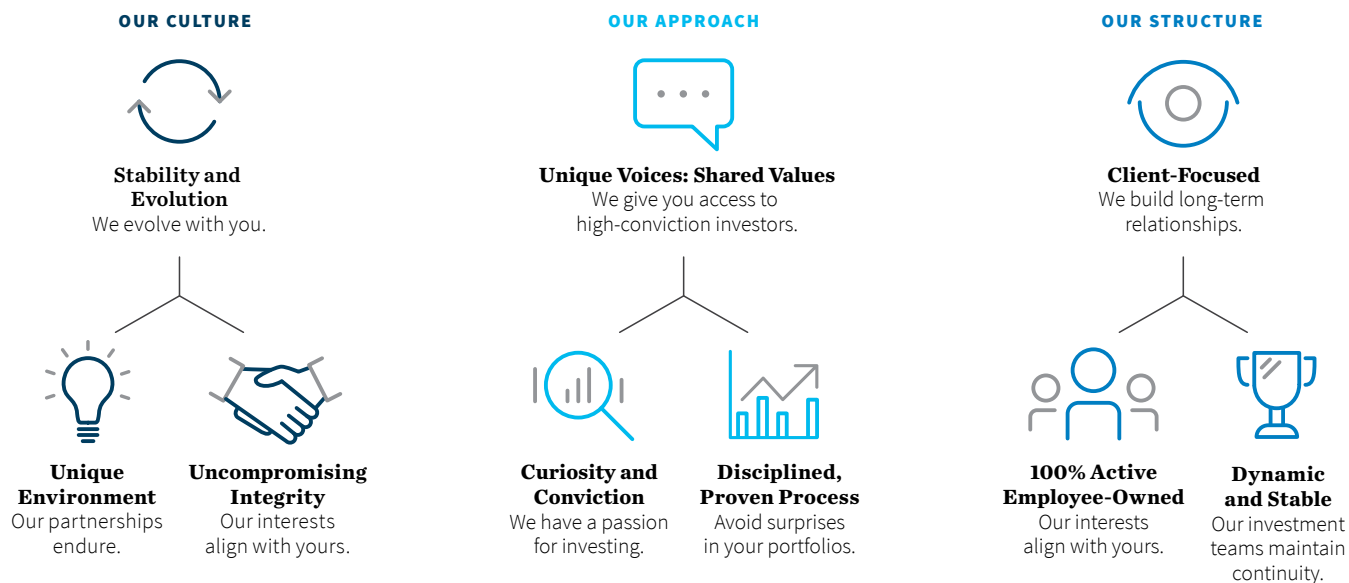 OUR CULTURE
Stability and
Evolution
We evolve with you.
Unique
Environment
Our partnerships
endure.
Uncompromising
Integrity
Our interests
align with yours.
OUR APPROACH
Unique Voices: Shared Values
We give you access to
high-conviction investors.
Curiosity and
Conviction
We have a passion
for investing.
Disciplined,
Proven Process
Avoid surprises
in your portfolios.
OUR STRUCTURE
Client-Focused
We build long-term
relationships.
100% Active
Employee-Owned
Our interests
align with yours.
Dynamic
and Stable
Our investment
teams maintain
continuity.